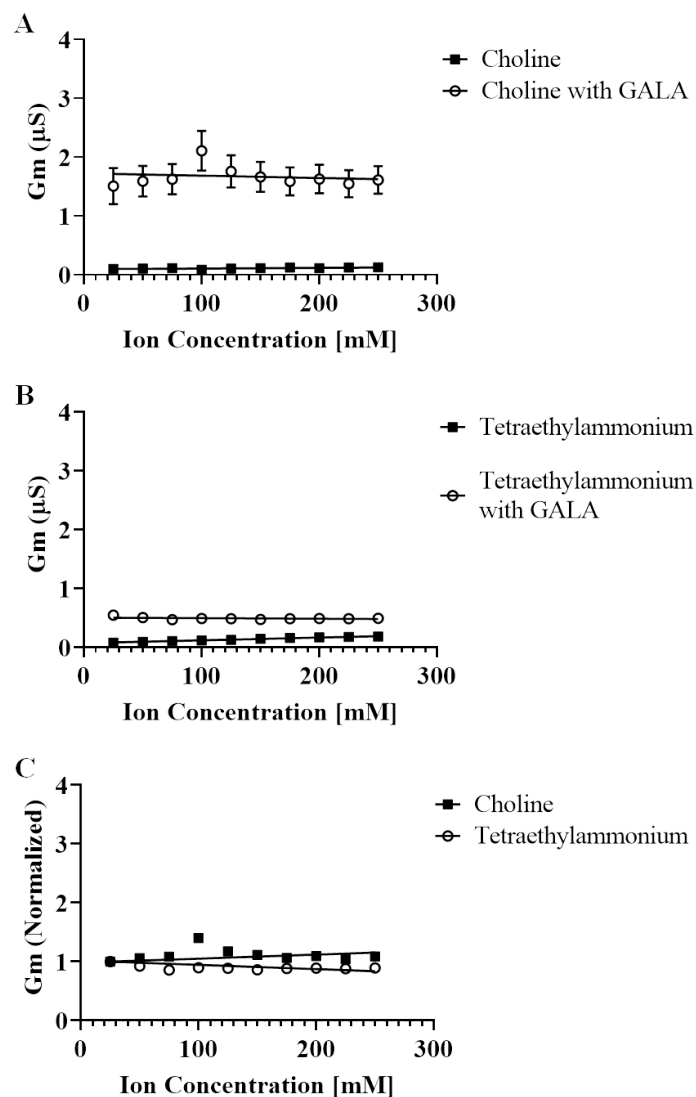 A
4
3
2
1
0
Gm (μS)
0 100 200 300
Ion Concentration [mM]
Choline
Choline with GALA
B
4
3
2
1
0
Gm (μS)
0 100 200 300
Ion Concentration [mM]
Tetraethylammonium
Tetraethylammonium
with GALA
C
4
3
2
1
0
Gm (Normalized)
0 100 200 300
Ion Concentration [mM]
Choline
Tetraethylammonium